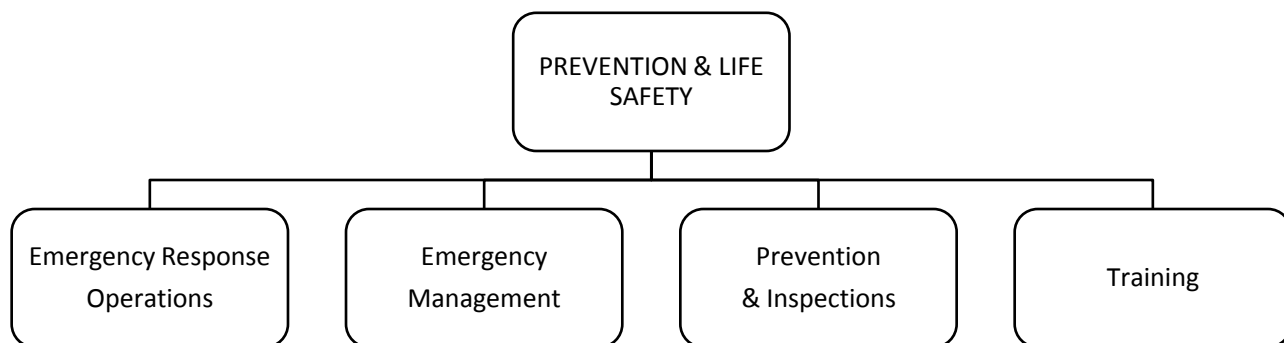 PREVENTION & LIFE
SAFETY
Emergency Response
Operations
Emergency
Management
Prevention
& Inspections
Training